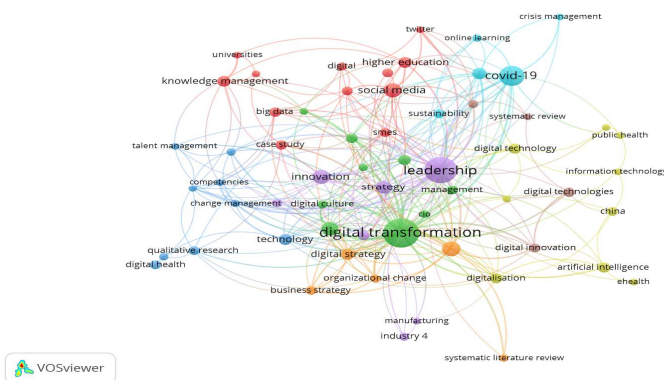 crisis management
twitter
online learning
universities
digital
higher education
covid-19
knowledge management
social media
big data
sustainability
systematic review
smes
public health
talent management
case study
digital technology
leadership
information technology
innovation
competencies
strategy
management
digital technologies
change management
digital culture
cio
china
digital transformation
technology
qualitative research
digital strategy
digital innovation
digital health
artificial intelligence
organizational change
digitalisation
ehealth
business strategy
manufacturing
industry 4
systematic literature review
VOSviewer